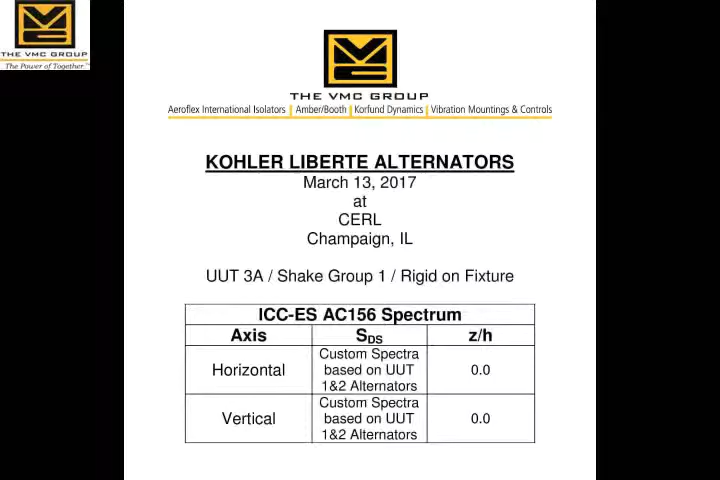 THE VMC GROUP
The Power of Together.™
THE VMC GROUP
Aeroflex International Isolators | Amber/Booth | Korfund Dynamics | Vibration Mountings & Controls
KOHLER LIBERTE ALTERNATORS
March 13, 2017
at
CERL
Champaign, IL
UUT 3A / Shake Group 1 / Rigid on Fixture
ICC-ES AC156 Spectrum
Axis SDS z/h
Custom Spectra
Horizontal based on UUT 0.0
1&2 Alternators
Custom Spectra
Vertical based on UUT 0.0
1&2 Alternators